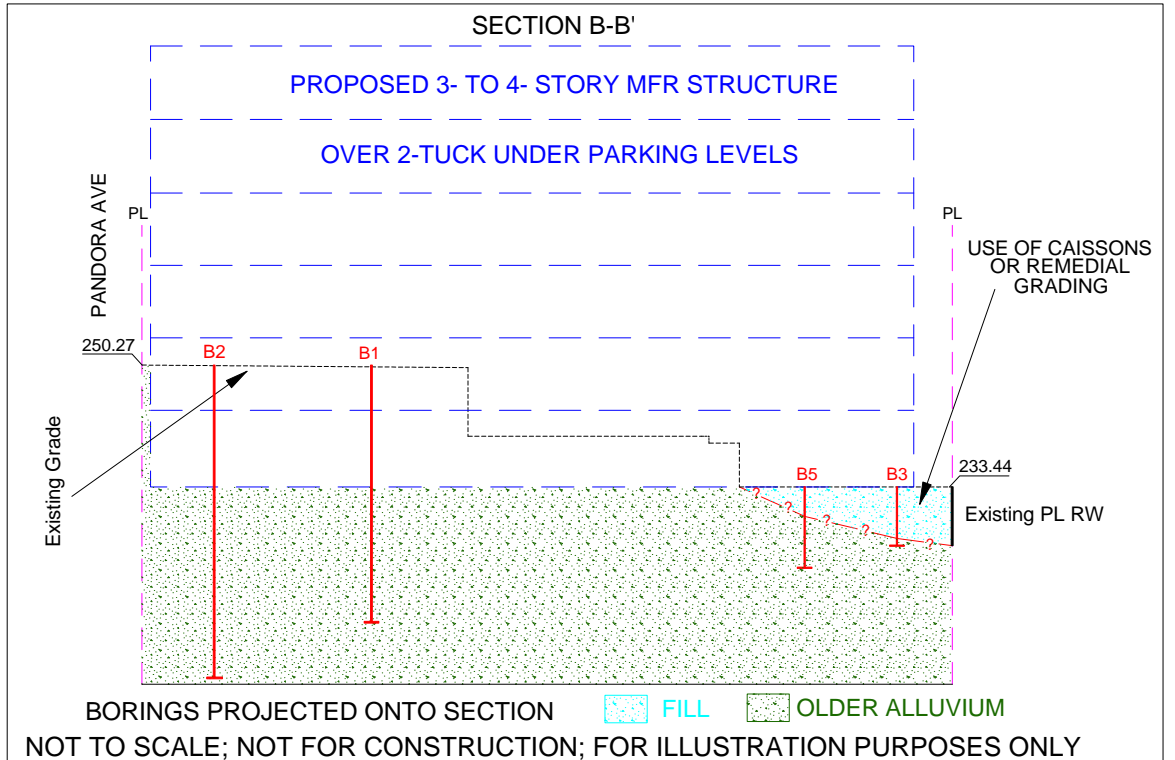 SECTION B-B'
PROPOSED 3- TO 4- STORY MFR STRUCTURE
OVER 2-TUCK UNDER PARKING LEVELS
PANDORA AVE
PL
PL
USE OF CAISSONS
OR REMEDIAL
GRADING
250.27
B2
B1
Existing Grade
B5
B3
233.44
Existing PL RW
?
?
?
?
?
?
BORINGS PROJECTED ONTO SECTION
FILL
OLDER ALLUVIUM
NOT TO SCALE; NOT FOR CONSTRUCTION; FOR ILLUSTRATION PURPOSES ONLY